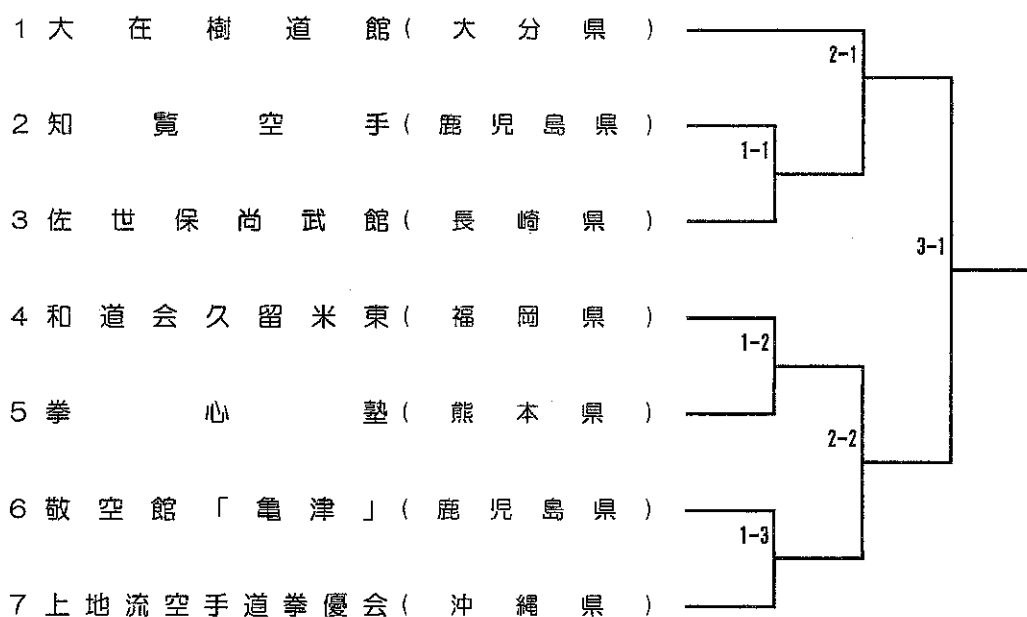 1 大在樹道館(大分県)
2-1
2 知覧空手(鹿児島県)
1-1
3 佐世保尚武館(長崎県)
3-1
4 和道会久留米東(福岡県)
1-2
5 拳心塾(熊本県)
2-2
6 敬空館「亀津」(鹿児島県)
1-3
7 上地流空手道拳優会(沖縄県)